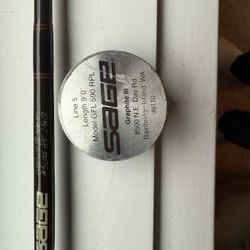 Line 5
Length 9'0"
Model GFL 590 RPL
SAGE
Graphite III
8500 N.E. Day Rd.
Bainbridge Island, WA
98110
SAGE